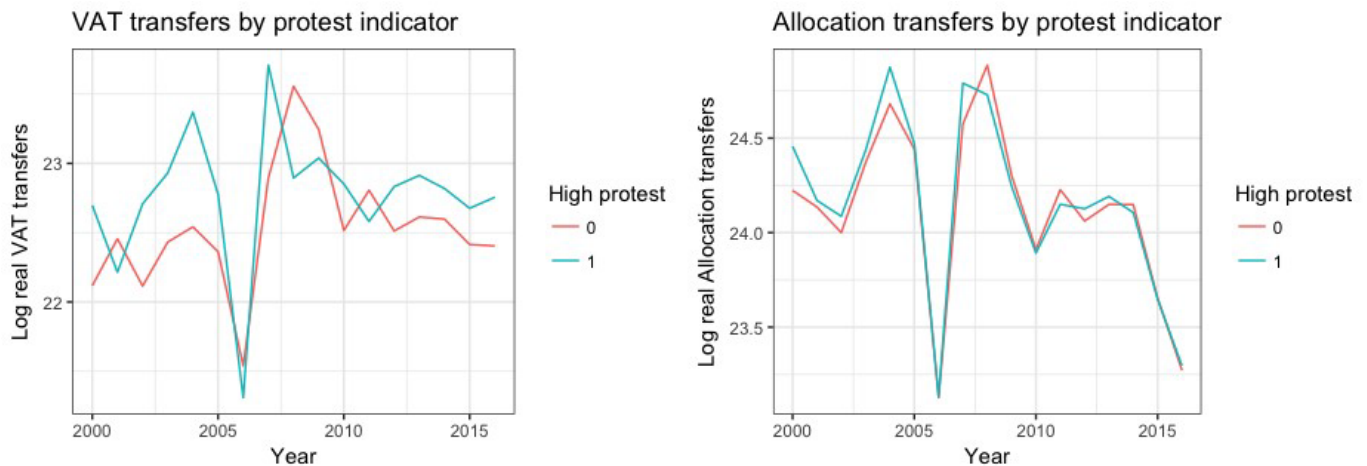 VAT transfers by protest indicator
Log real VAT transfers
23
22
2000
2005
2010
2015
Year
High protest
0
1
Allocation transfers by protest indicator
Log real Allocation transfers
24.5
24.0
23.5
2000
2005
2010
2015
Year
High protest
0
1